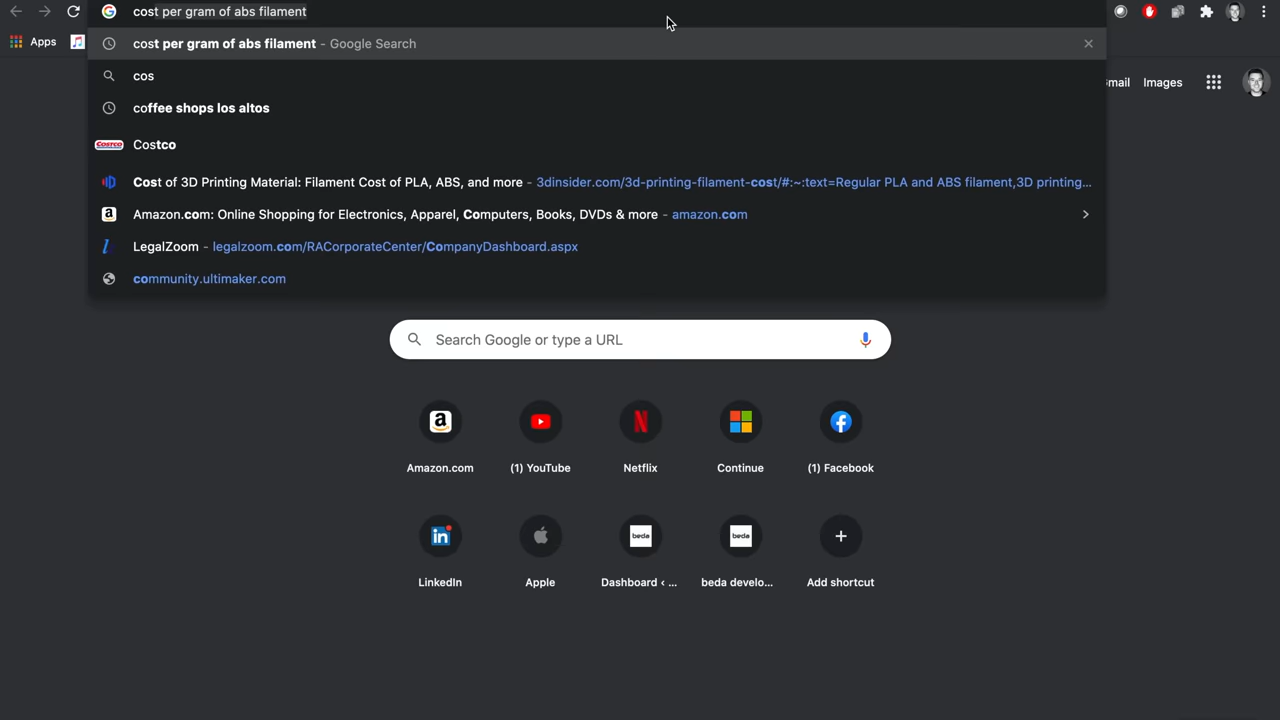 cost per gram of abs filament
cost per gram of abs filament - Google Search
Apps
cos
mail Images
coffee shops los altos
COSTCO Costco
Cost of 3D Printing Material: Filament Cost of PLA, ABS, and more - 3dinsider.com/3d-printing-filament-cost/#:~:text=Regular PLA and ABS filament,3D printing...
Amazon.com: Online Shopping for Electronics, Apparel, Computers, Books, DVDs & more - amazon.com
LegalZoom - legalzoom.com/RACorporateCenter/CompanyDashboard.aspx
community.ultimaker.com
Search Google or type a URL
Amazon.com (1) YouTube Netflix Continue (1) Facebook
in beda beda
LinkedIn Apple Dashboard ‹ ... beda develo... Add shortcut